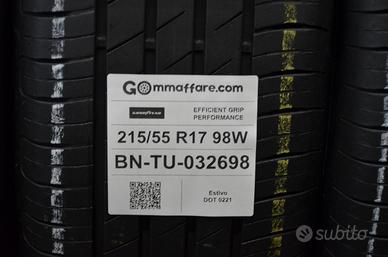 GOmmaffare.com
GOODYEAR
EFFICIENT GRIP
PERFORMANCE
215/55 R17 98W
BN-TU-032698
Estivo
DOT 0221
subito